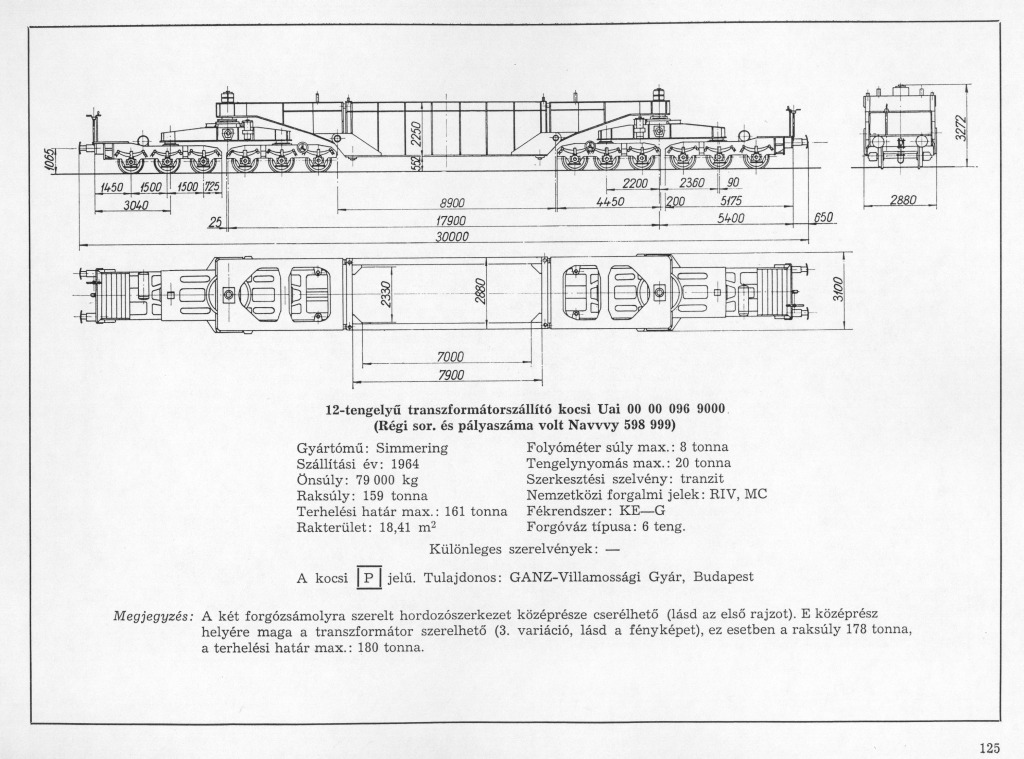 2250
552
3272
1065
1450
1500
1500
725
2200
2360
90
3040
8900
4450
200
5175
2880
25
17900
5400
650
30000
2330
2880
3100
7000
7900
12-tengelyű transzformátorszállító kocsi Uai 00 00 096 9000
(Régi sor. és pályaszáma volt Navvvy 598 999)
Gyártómű: Simmering
Folyóméter súly max.: 8 tonna
Szállítási év: 1964
Tengelynyomás max.: 20 tonna
Önsúly: 79 000 kg
Szerkesztési szelvény: tranzit
Raksúly: 159 tonna
Nemzetközi forgalmi jelek: RIV, MC
Terhelési határ max.: 161 tonna
Fékrendszer: KE—G
Rakterület: 18,41 m²
Forgóváz típusa: 6 teng.
Különleges szerelvények: —
A kocsi P jelű. Tulajdonos: GANZ-Villamossági Gyár, Budapest
Megjegyzés: A két forgózsámolyra szerelt hordozószerkezet középrésze cserélhető (lásd az első rajzot). E középrész
helyére maga a transzformátor szerelhető (3. variáció, lásd a fényképet), ez esetben a raksúly 178 tonna,
a terhelési határ max.: 180 tonna.
125